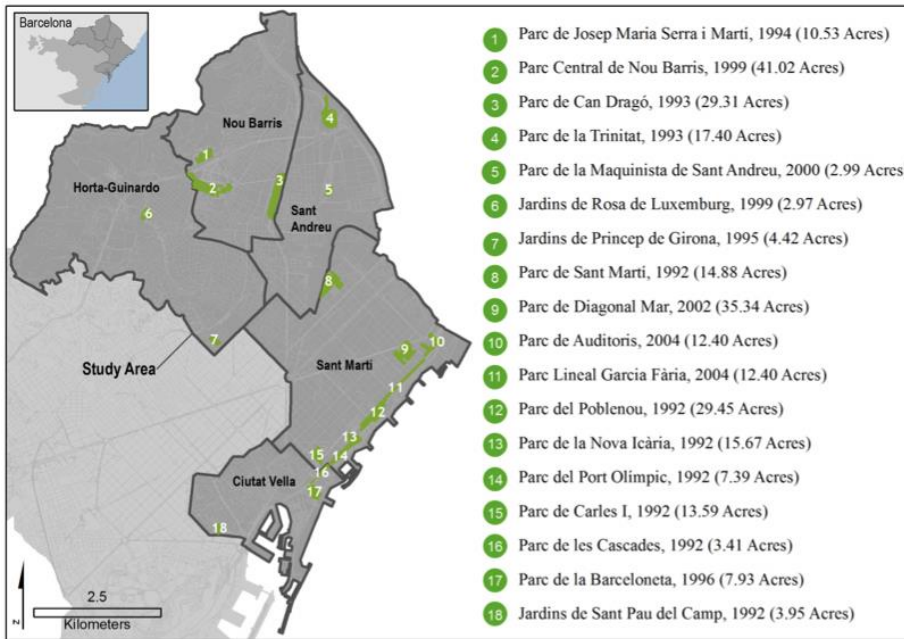 Barcelona
Nou Barris
Horta-Guinardo
Sant
Andreu
Sant Martí
Ciutat Vella
Study Area
1
2
3
4
5
6
7
8
9
10
11
12
13
14
15
16
17
18
2.5
Kilometers
z
1 Parc de Josep Maria Serra i Martí, 1994 (10.53 Acres)
2 Parc Central de Nou Barris, 1999 (41.02 Acres)
3 Parc de Can Dragó, 1993 (29.31 Acres)
4 Parc de la Trinitat, 1993 (17.40 Acres)
5 Parc de la Maquinista de Sant Andreu, 2000 (2.99 Acres
6 Jardins de Rosa de Luxemburg, 1999 (2.97 Acres)
7 Jardins de Princep de Girona, 1995 (4.42 Acres)
8 Parc de Sant Martí, 1992 (14.88 Acres)
9 Parc de Diagonal Mar, 2002 (35.34 Acres)
10 Parc de Auditoris, 2004 (12.40 Acres)
11 Parc Lineal Garcia Fària, 2004 (12.40 Acres)
12 Parc del Poblenou, 1992 (29.45 Acres)
13 Parc de la Nova Icària, 1992 (15.67 Acres)
14 Parc del Port Olimpic, 1992 (7.39 Acres)
15 Parc de Carles I, 1992 (13.59 Acres)
16 Parc de les Cascades, 1992 (3.41 Acres)
17 Parc de la Barceloneta, 1996 (7.93 Acres)
18 Jardins de Sant Pau del Camp, 1992 (3.95 Acres)